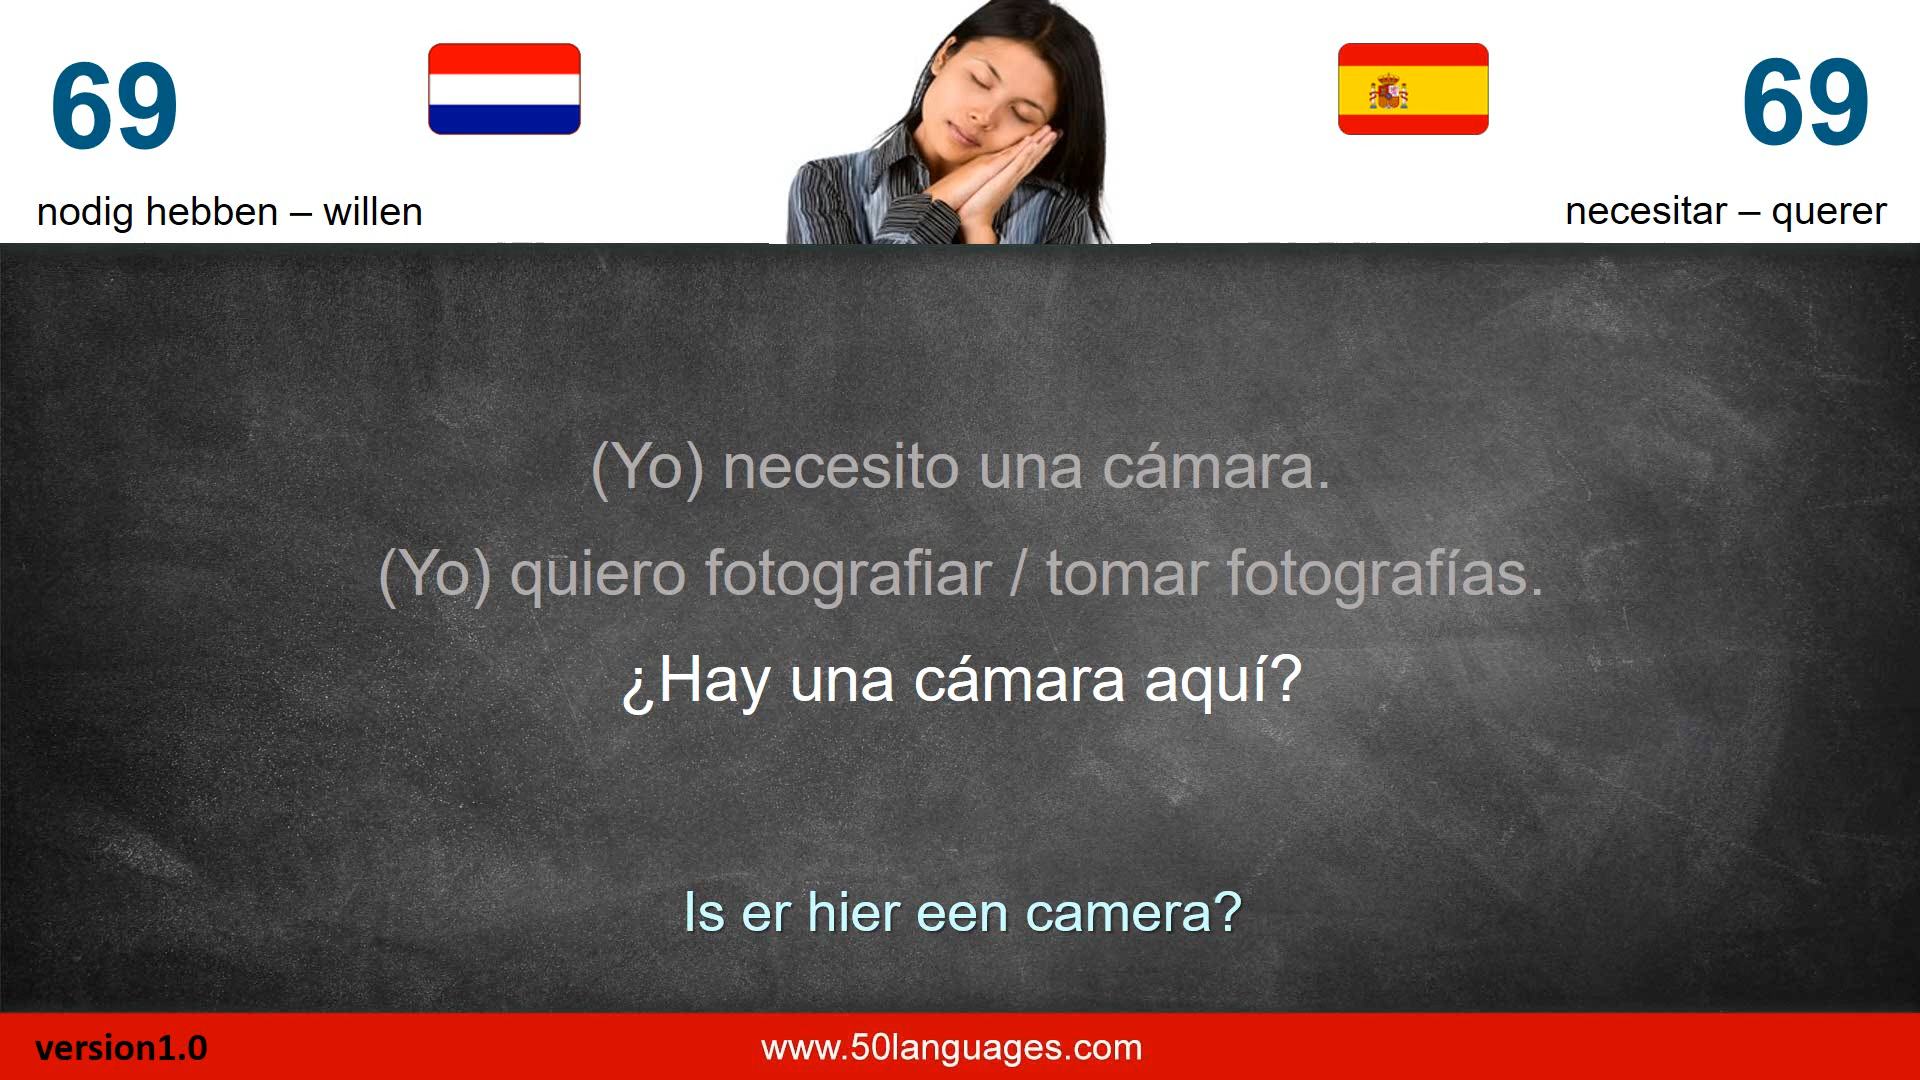 69
69
nodig hebben – willen
necesitar – querer
(Yo) necesito una cámara.
(Yo) quiero fotografiar / tomar fotografías.
¿Hay una cámara aquí?
Is er hier een camera?
version1.0
www.50languages.com